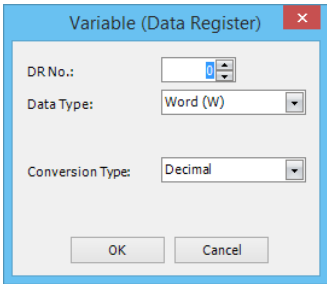 Variable (Data Register)
DR No.: 0
Data Type: Word (W)
Conversion Type: Decimal
OK Cancel